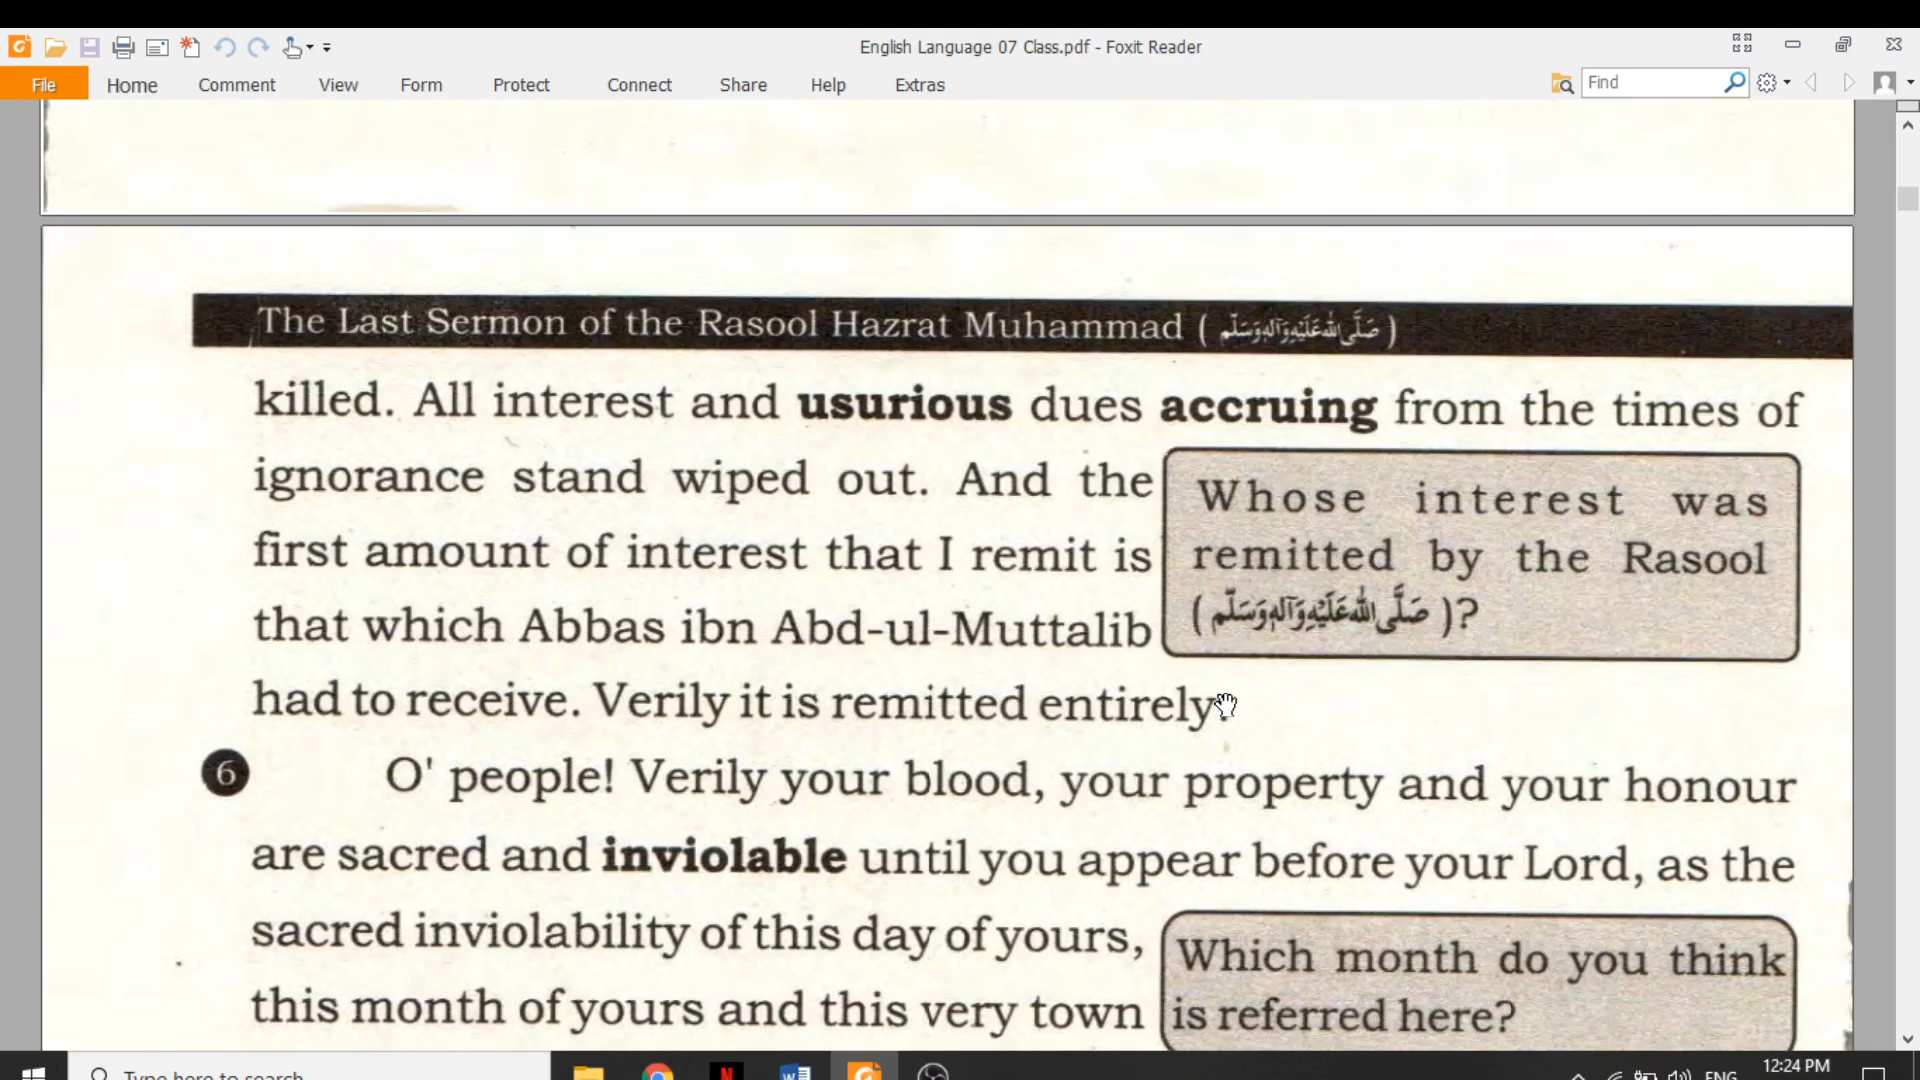 English Language 07 Class.pdf - Foxit Reader
File Home Comment View Form Protect Connect Share Help Extras Find
The Last Sermon of the Rasool Hazrat Muhammad ( صَلَّى اللهُ عَلَيْهِ وَآلِهٖ وَسَلَّم )
killed. All interest and usurious dues accruing from the times of
ignorance stand wiped out. And the
first amount of interest that I remit is
that which Abbas ibn Abd-ul-Muttalib
had to receive. Verily it is remitted entirely.
Whose interest was
remitted by the Rasool
( صَلَّى اللهُ عَلَيْهِ وَآلِهٖ وَسَلَّم )?
6 O' people! Verily your blood, your property and your honour
are sacred and inviolable until you appear before your Lord, as the
sacred inviolability of this day of yours,
this month of yours and this very town
Which month do you think
is referred here?
Type here to search
ENG
12:24 PM